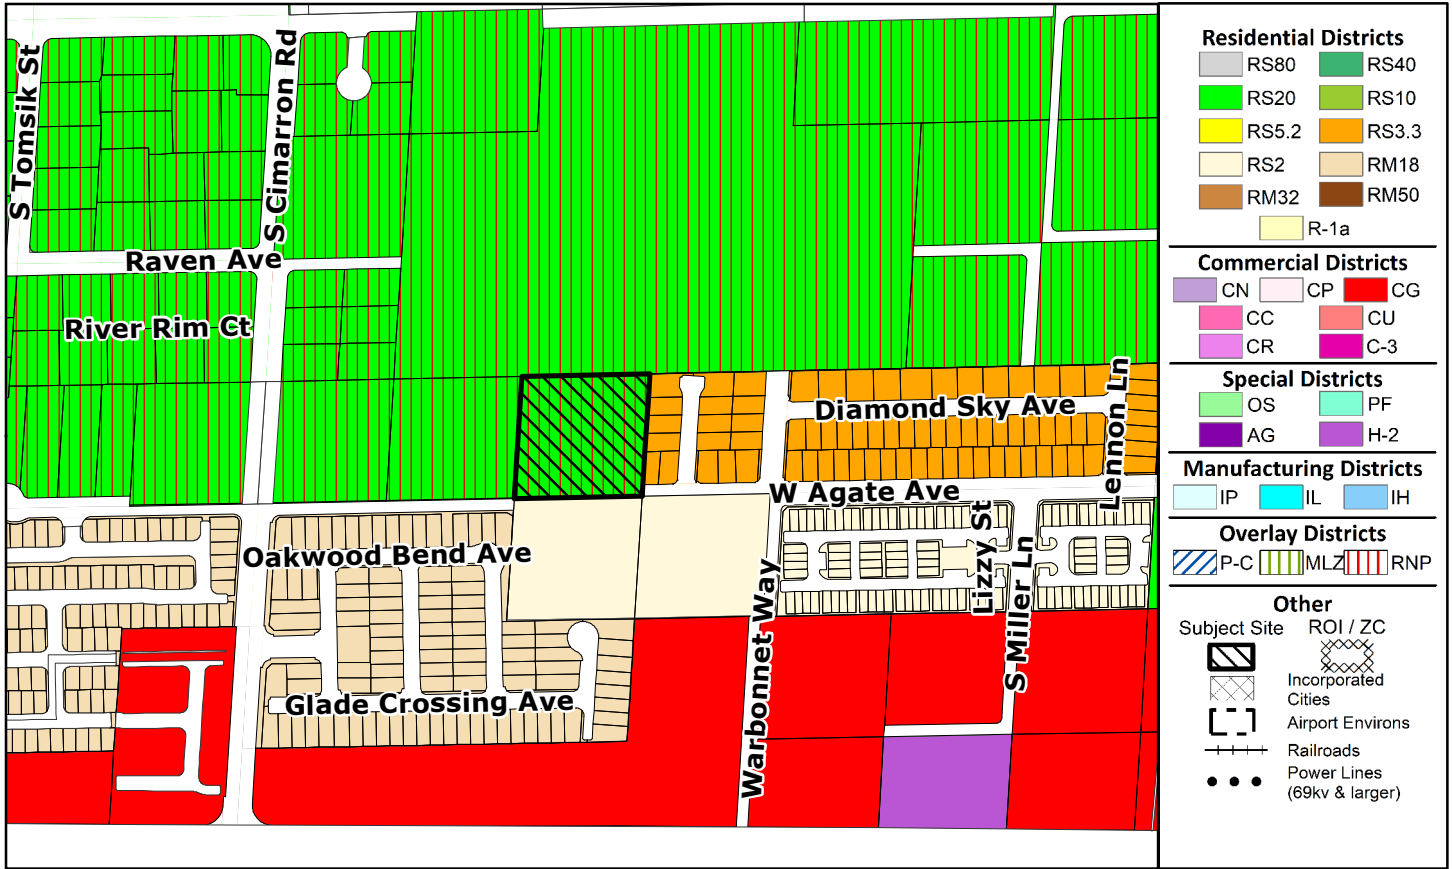 S Tomsik St
S Cimarron Rd
Raven Ave
River Rim Ct
Diamond Sky Ave
Lennon Ln
W Agate Ave
Oakwood Bend Ave
Lizzy St
S Miller Ln
Warbonnet Way
Glade Crossing Ave
Residential Districts
RS80 RS40
RS20 RS10
RS5.2 RS3.3
RS2 RM18
RM32 RM50
R-1a
Commercial Districts
CN CP CG
CC CU
CR C-3
Special Districts
OS PF
AG H-2
Manufacturing Districts
IP IL IH
Overlay Districts
P-C MLZ RNP
Other
Subject Site ROI / ZC
Incorporated
Cities
Airport Environs
Railroads
Power Lines
(69kv & larger)